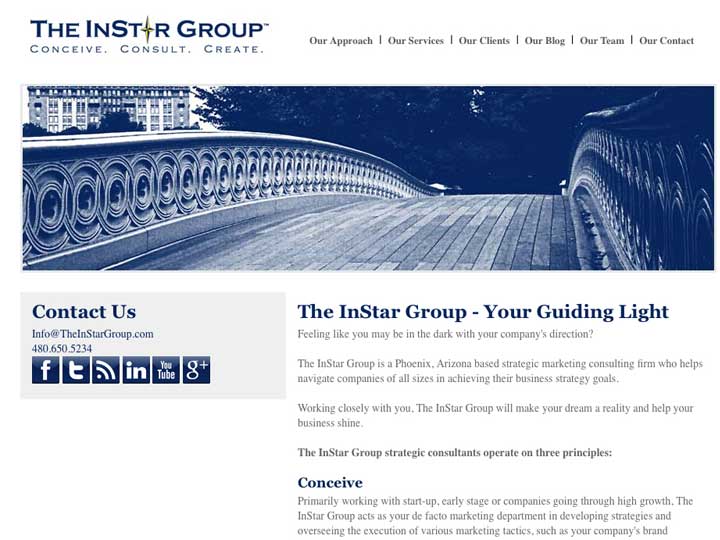 THE INSTAR GROUP™
CONCEIVE. CONSULT. CREATE.
Our Approach | Our Services | Our Clients | Our Blog | Our Team | Our Contact
Contact Us
Info@TheInStarGroup.com
480.650.5234
f t in You Tube g+
The InStar Group - Your Guiding Light
Feeling like you may be in the dark with your company's direction?
The InStar Group is a Phoenix, Arizona based strategic marketing consulting firm who helps
navigate companies of all sizes in achieving their business strategy goals.
Working closely with you, The InStar Group will make your dream a reality and help your
business shine.
The InStar Group strategic consultants operate on three principles:
Conceive
Primarily working with start-up, early stage or companies going through high growth, The
InStar Group acts as your de facto marketing department in developing strategies and
overseeing the execution of various marketing tactics, such as your company's brand